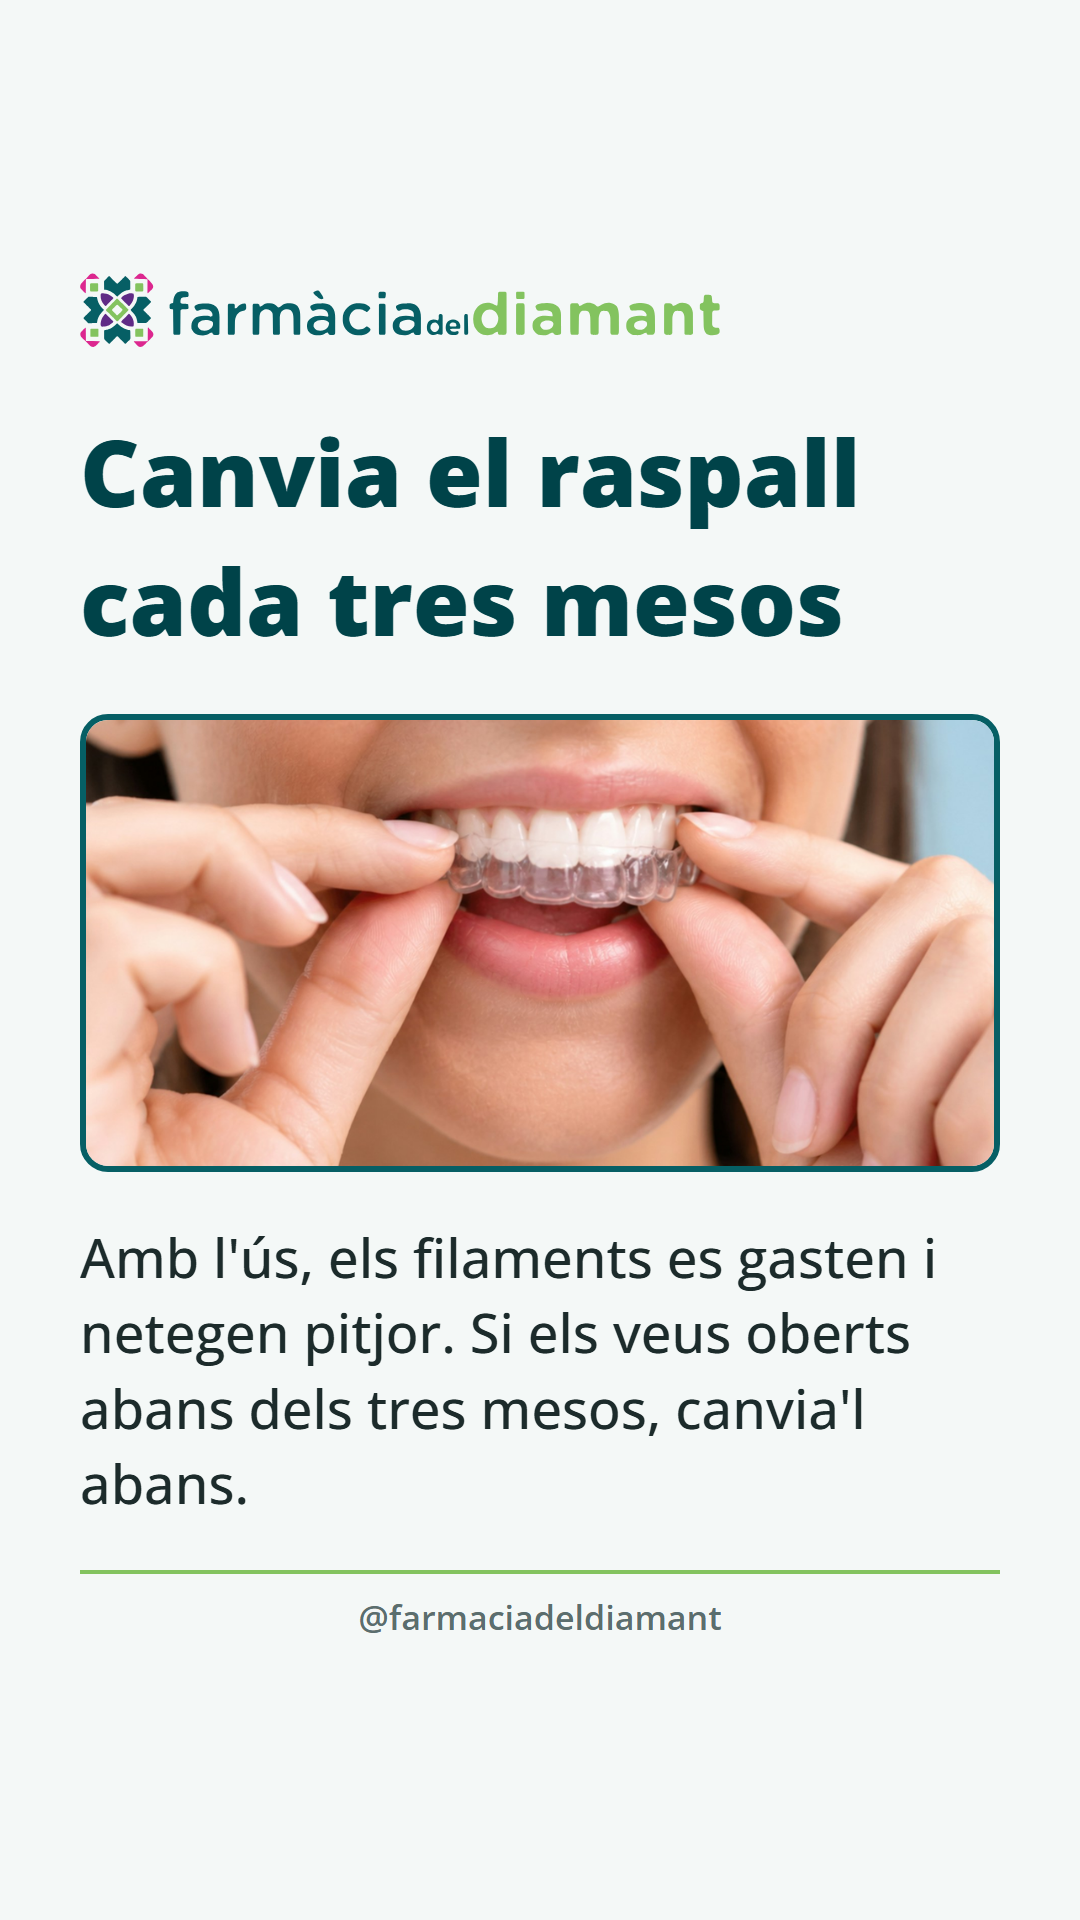 farmàciadeldiamant
Canvia el raspall
cada tres mesos
Amb l'ús, els filaments es gasten i
netegen pitjor. Si els veus oberts
abans dels tres mesos, canvia'l
abans.
@farmaciadeldiamant